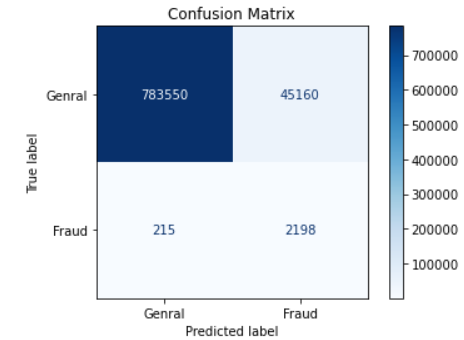 Confusion Matrix
True label
Genral
783550
45160
Fraud
215
2198
Genral
Fraud
Predicted label
700000
600000
500000
400000
300000
200000
100000